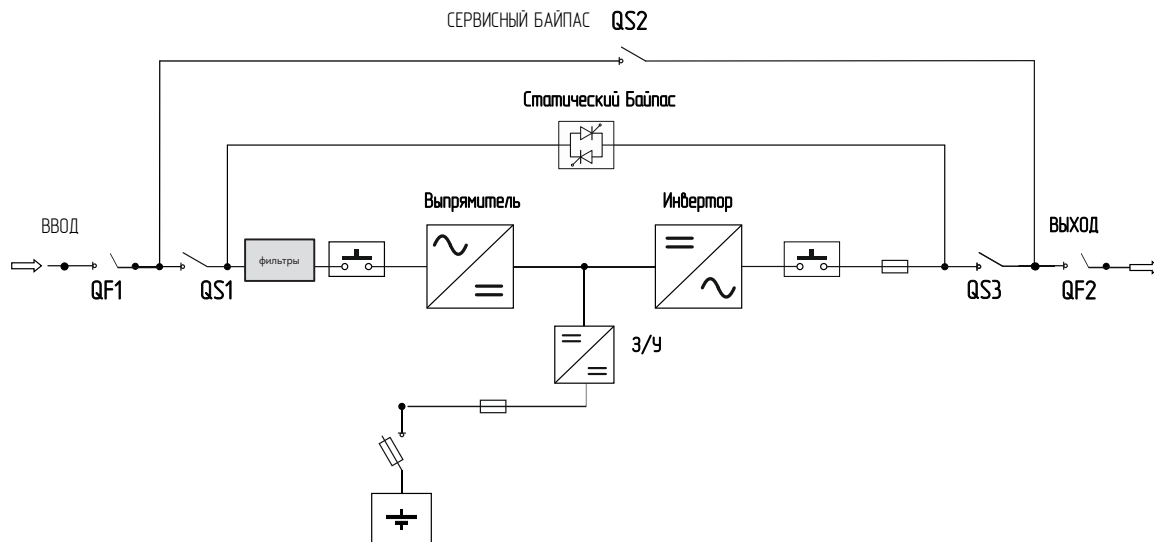 СЕРВИСНЫЙ БАЙПАС QS2
Статический Байпас
Выпрямитель
Инвертор
ВВОД
ВЫХОД
фильтры
QF1
QS1
QS3
QF2
З/У